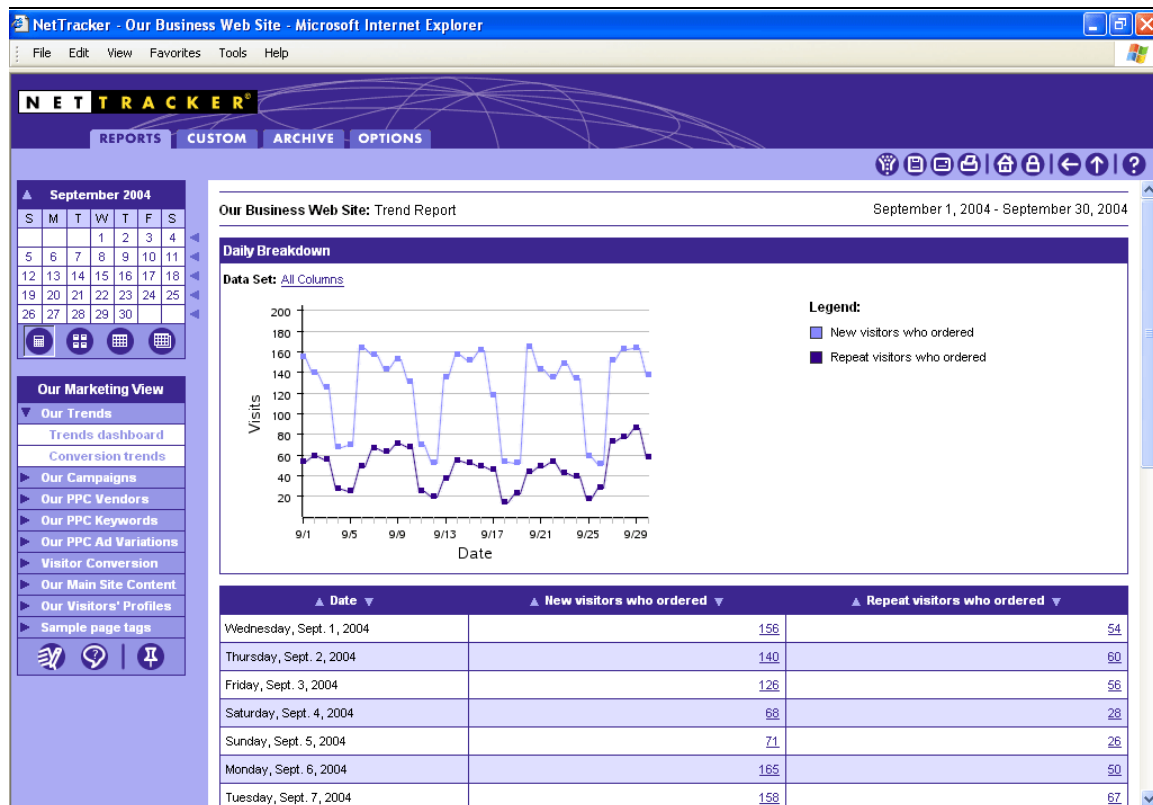 NetTracker - Our Business Web Site - Microsoft Internet Explorer
File Edit View Favorites Tools Help
NETTRACKER®
REPORTS CUSTOM ARCHIVE OPTIONS
?
September 2004
S M T W T F S
1 2 3 4
5 6 7 8 9 10 11
12 13 14 15 16 17 18
19 20 21 22 23 24 25
26 27 28 29 30
Our Marketing View
Our Trends
Trends dashboard
Conversion trends
Our Campaigns
Our PPC Vendors
Our PPC Keywords
Our PPC Ad Variations
Visitor Conversion
Our Main Site Content
Our Visitors' Profiles
Sample page tags
?
Our Business Web Site: Trend Report September 1, 2004 - September 30, 2004
Daily Breakdown
Data Set: All Columns
200
180
160
140
120
100
80
60
40
20
Visits
9/1 9/5 9/9 9/13 9/17 9/21 9/25 9/29
Date
Legend:
New visitors who ordered
Repeat visitors who ordered
Date New visitors who ordered Repeat visitors who ordered
Wednesday, Sept. 1, 2004 156 54
Thursday, Sept. 2, 2004 140 60
Friday, Sept. 3, 2004 126 56
Saturday, Sept. 4, 2004 68 28
Sunday, Sept. 5, 2004 71 26
Monday, Sept. 6, 2004 165 50
Tuesday, Sept. 7, 2004 158 67